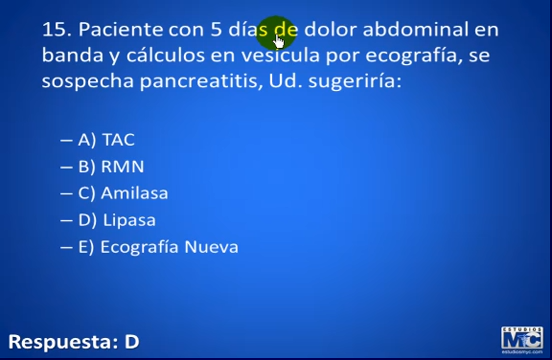 15. Paciente con 5 días de dolor abdominal en
banda y cálculos en vesícula por ecografía, se
sospecha pancreatitis, Ud. sugeriría:
– A) TAC
– B) RMN
– C) Amilasa
– D) Lipasa
– E) Ecografía Nueva
Respuesta: D
ESTUDIOS
MyC
estudiosmyc.com